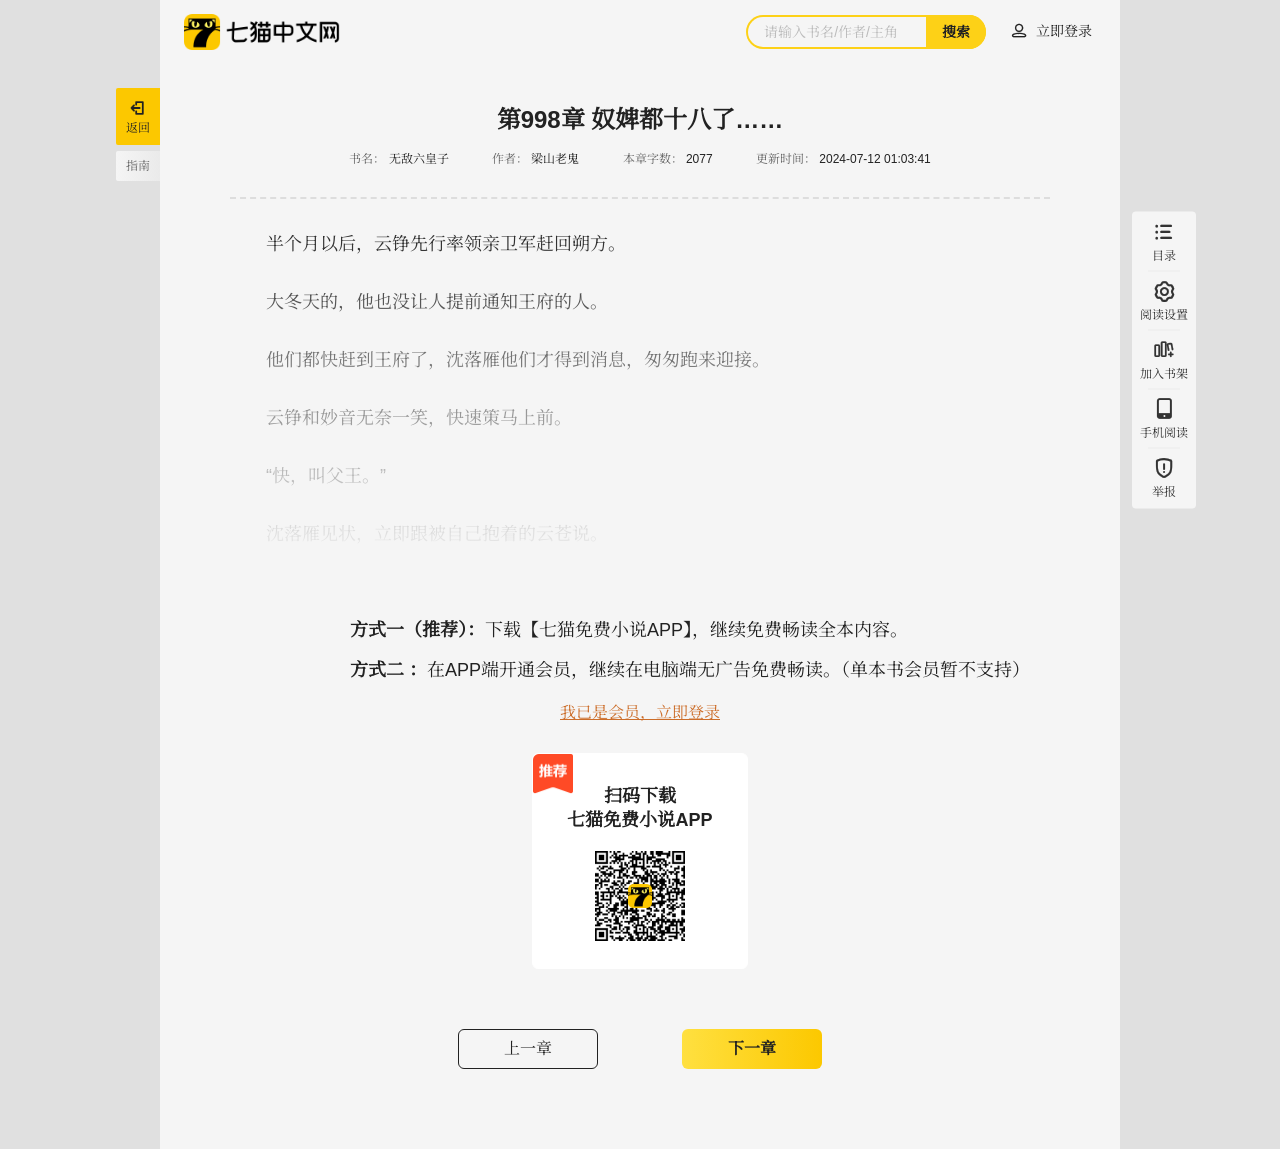 七猫中文网
请输入书名/作者/主角
搜索
立即登录
返回
指南
第998章 奴婢都十八了……
书名： 无敌六皇子 作者： 梁山老鬼 本章字数： 2077 更新时间： 2024-07-12 01:03:41
半个月以后，云铮先行率领亲卫军赶回朔方。
大冬天的，他也没让人提前通知王府的人。
他们都快赶到王府了，沈落雁他们才得到消息，匆匆跑来迎接。
云铮和妙音无奈一笑，快速策马上前。
“快，叫父王。”
沈落雁见状，立即跟被自己抱着的云苍说。
目录
阅读设置
加入书架
手机阅读
举报
方式一（推荐）：下载【七猫免费小说APP】，继续免费畅读全本内容。
方式二 ：在APP端开通会员，继续在电脑端无广告免费畅读。（单本书会员暂不支持）
我已是会员，立即登录
推荐
扫码下载
七猫免费小说APP
上一章
下一章